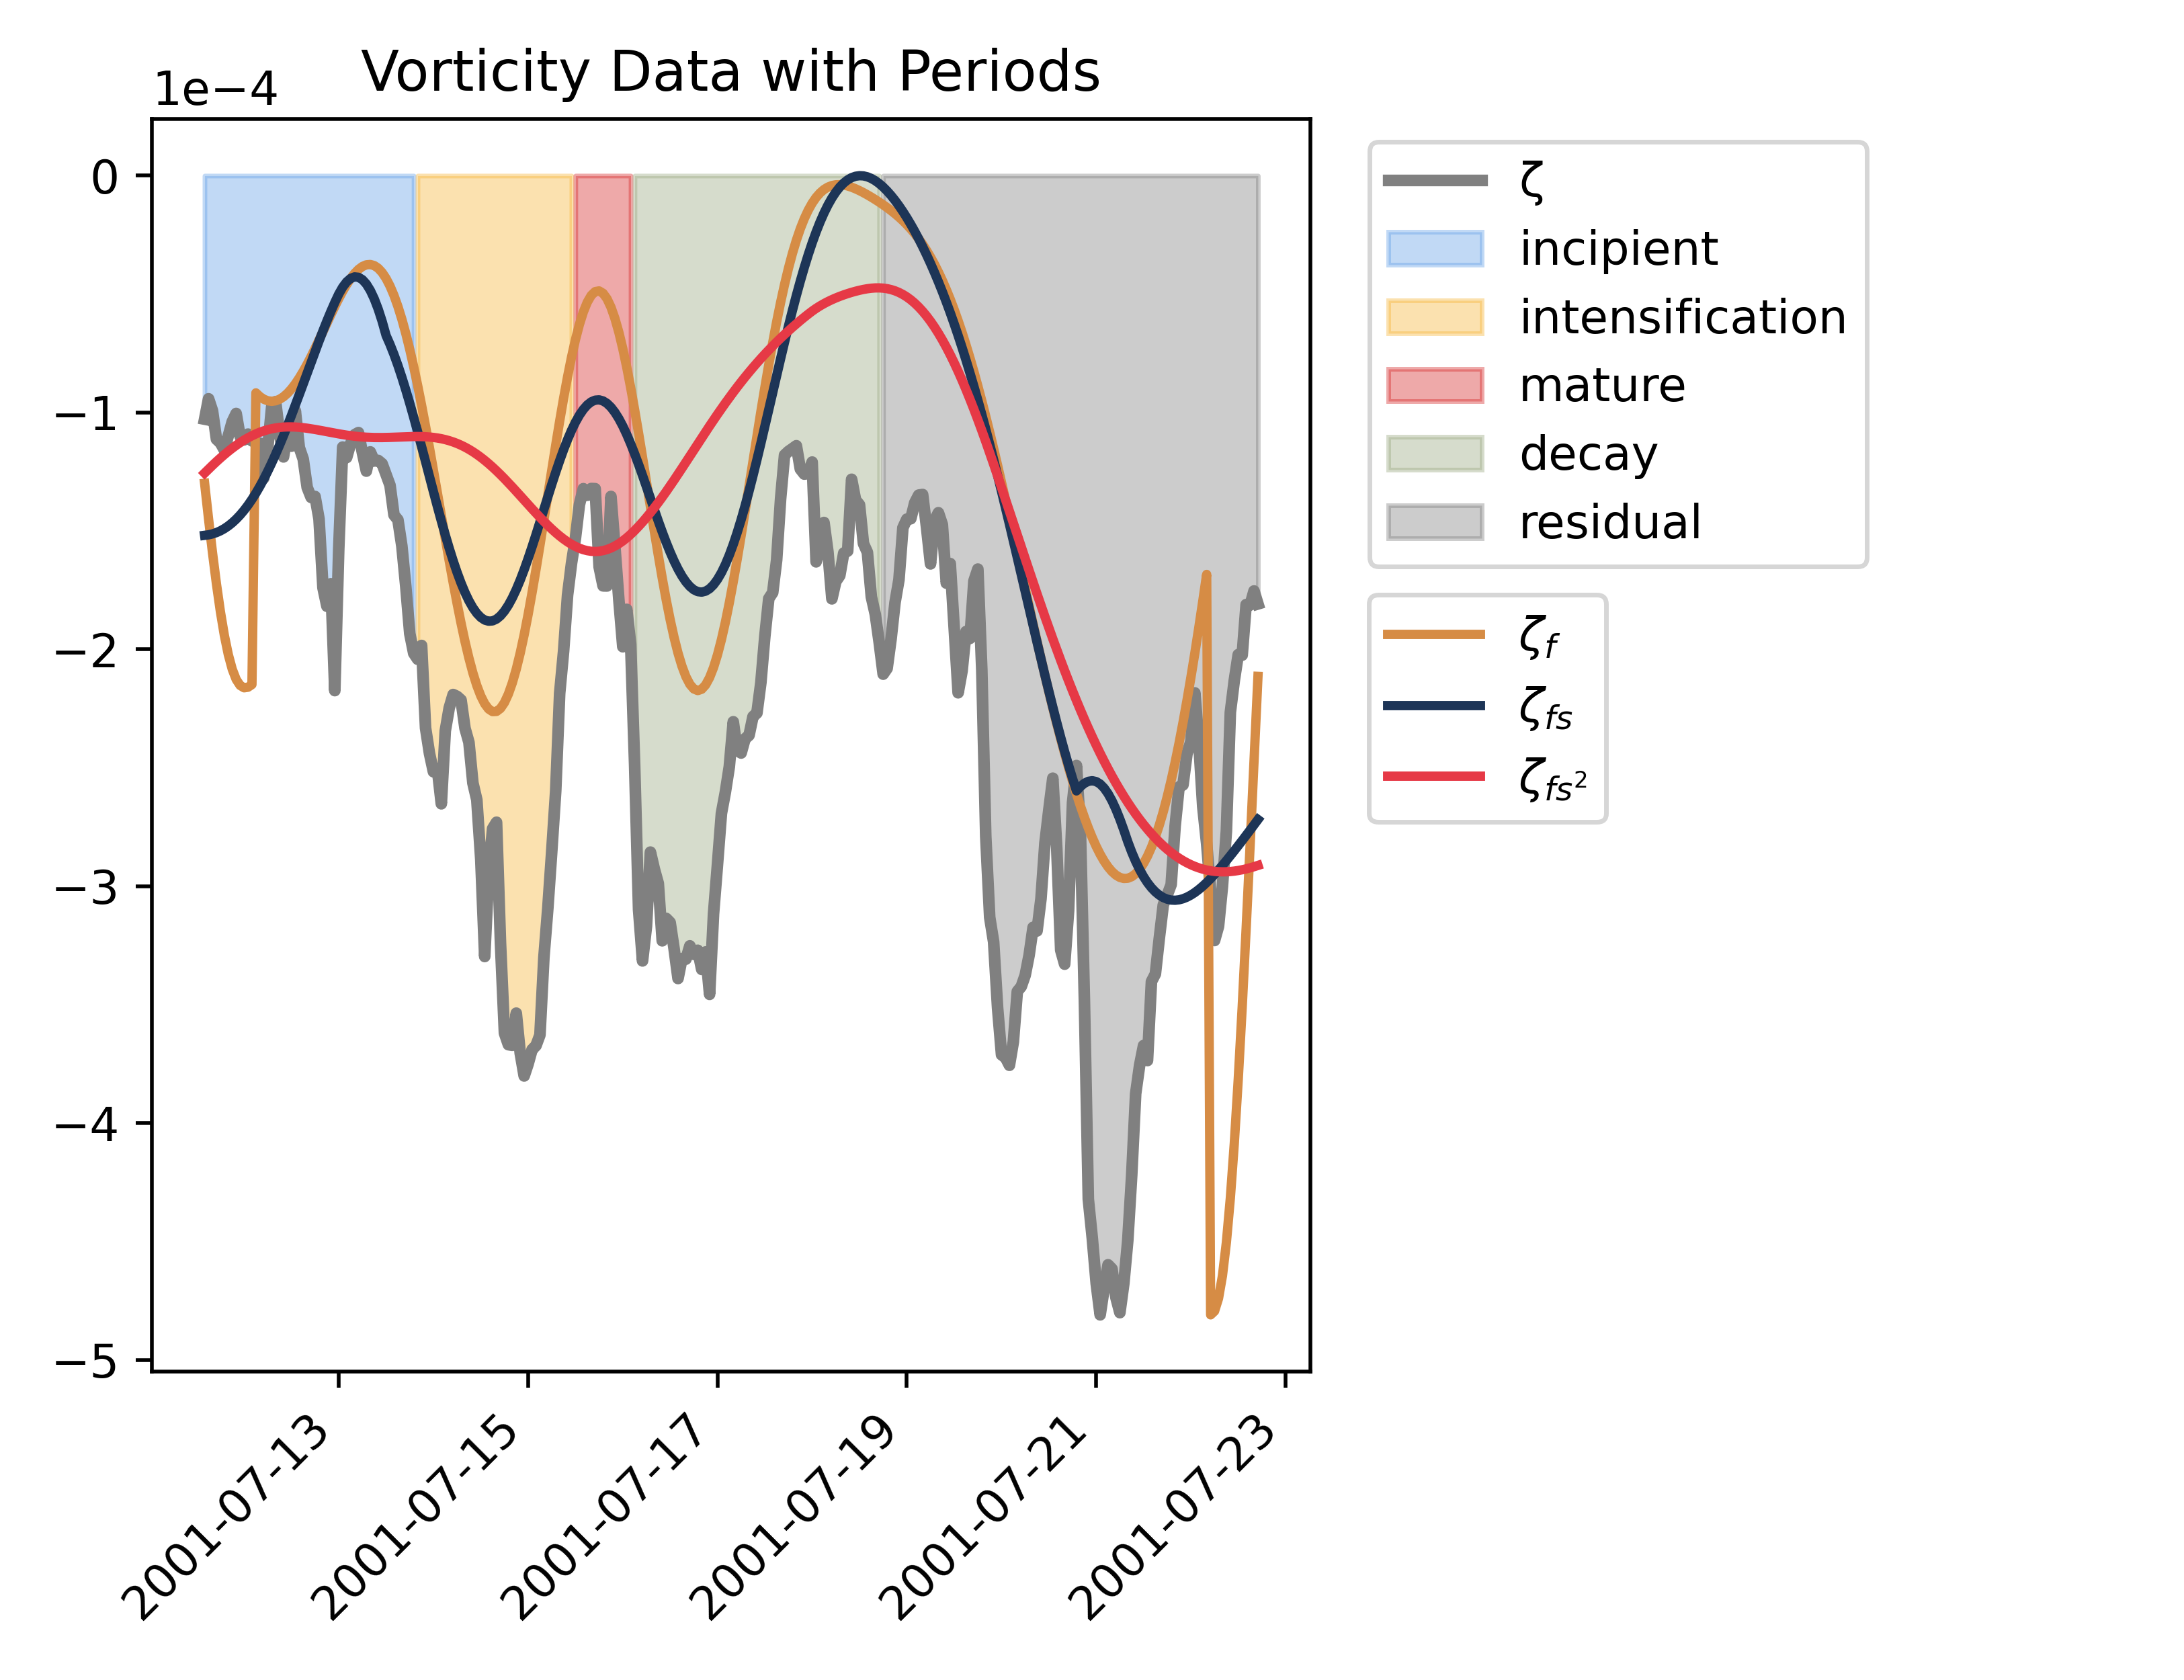 Vorticity Data with Periods
1e−4
0
−1
−2
−3
−4
−5
2001-07-13
2001-07-15
2001-07-17
2001-07-19
2001-07-21
2001-07-23
ζ
incipient
intensification
mature
decay
residual
ζ_f
ζ_fs
ζ_fs²